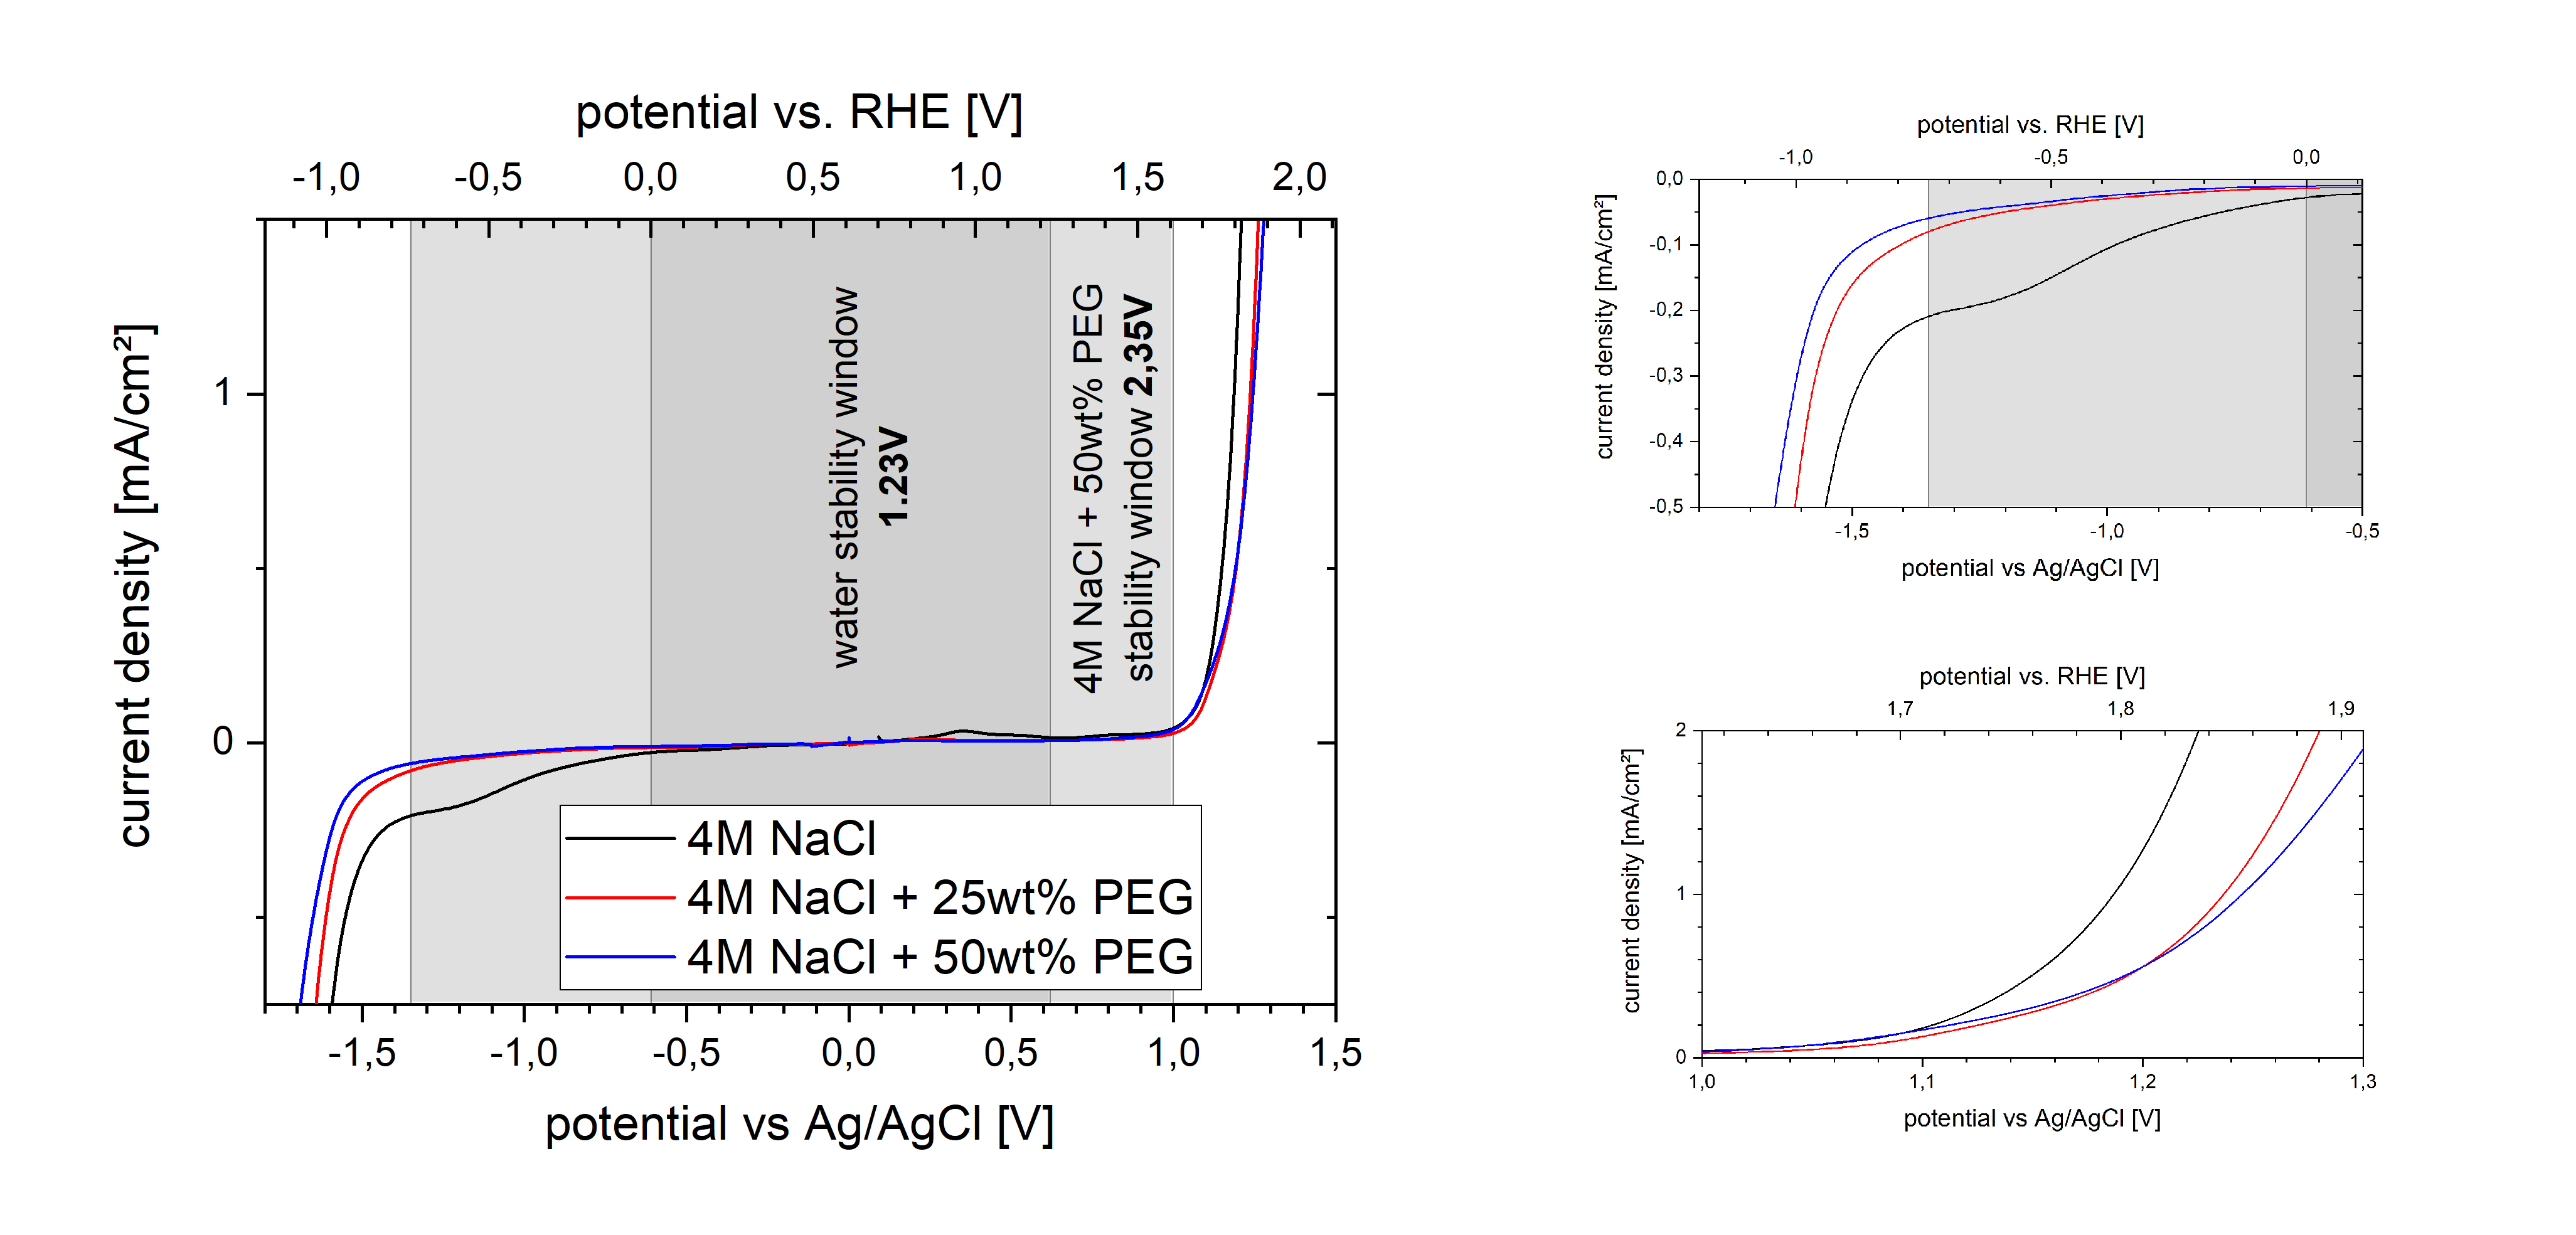 potential vs. RHE [V]
-1,0 -0,5 0,0 0,5 1,0 1,5 2,0
current density [mA/cm²]
1
0
water stability window
1.23V
4M NaCl + 50wt% PEG
stability window 2,35V
4M NaCl
4M NaCl + 25wt% PEG
4M NaCl + 50wt% PEG
-1,5 -1,0 -0,5 0,0 0,5 1,0 1,5
potential vs Ag/AgCl [V]
potential vs. RHE [V]
-1,0 -0,5 0,0
current density [mA/cm²]
0,0
-0,1
-0,2
-0,3
-0,4
-0,5
-1,5 -1,0 -0,5
potential vs Ag/AgCl [V]
potential vs. RHE [V]
1,7 1,8 1,9
current density [mA/cm²]
2
1
0
1,0 1,1 1,2 1,3
potential vs Ag/AgCl [V]